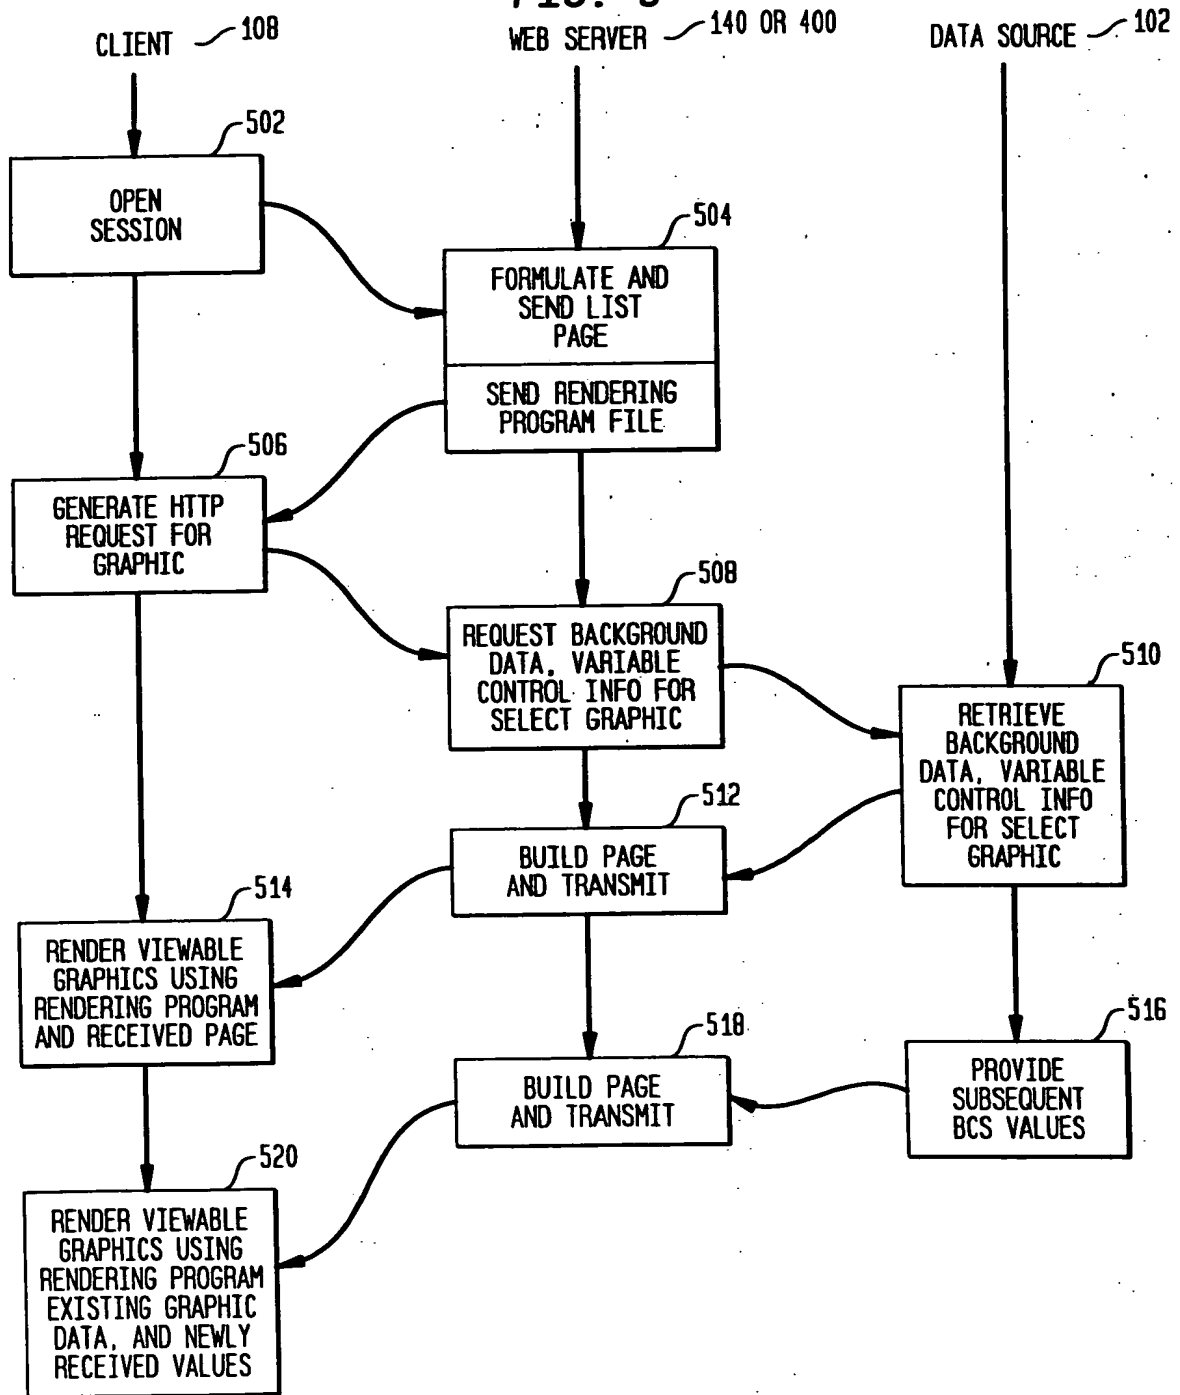 CLIENT 108
WEB SERVER 140 OR 400
DATA SOURCE 102
502
OPEN
SESSION
504
FORMULATE AND
SEND LIST
PAGE
SEND RENDERING
PROGRAM FILE
506
GENERATE HTTP
REQUEST FOR
GRAPHIC
508
REQUEST BACKGROUND
DATA, VARIABLE
CONTROL INFO FOR
SELECT GRAPHIC
510
RETRIEVE
BACKGROUND
DATA, VARIABLE
CONTROL INFO
FOR SELECT
GRAPHIC
512
BUILD PAGE
AND TRANSMIT
514
RENDER VIEWABLE
GRAPHICS USING
RENDERING PROGRAM
AND RECEIVED PAGE
516
PROVIDE
SUBSEQUENT
BCS VALUES
518
BUILD PAGE
AND TRANSMIT
520
RENDER VIEWABLE
GRAPHICS USING
RENDERING PROGRAM
EXISTING GRAPHIC
DATA, AND NEWLY
RECEIVED VALUES